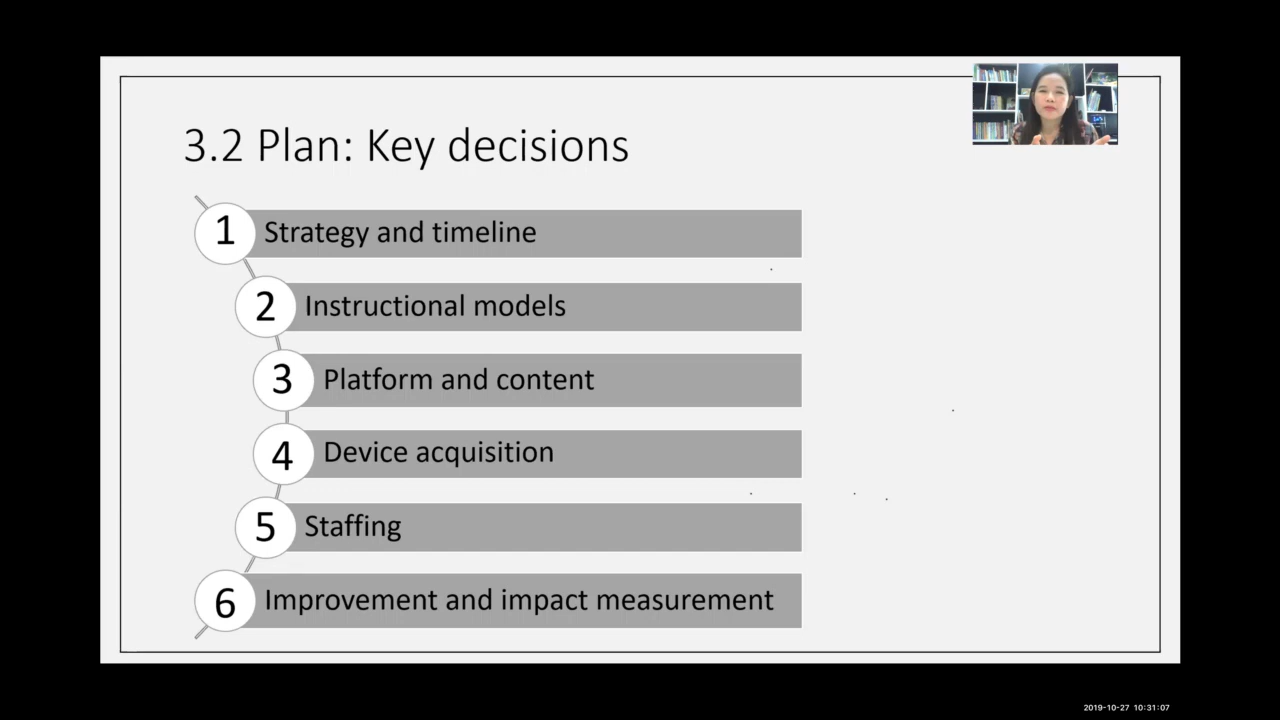 3.2 Plan: Key decisions
1 Strategy and timeline
2 Instructional models
3 Platform and content
4 Device acquisition
5 Staffing
6 Improvement and impact measurement
2019-10-27 10:31:07